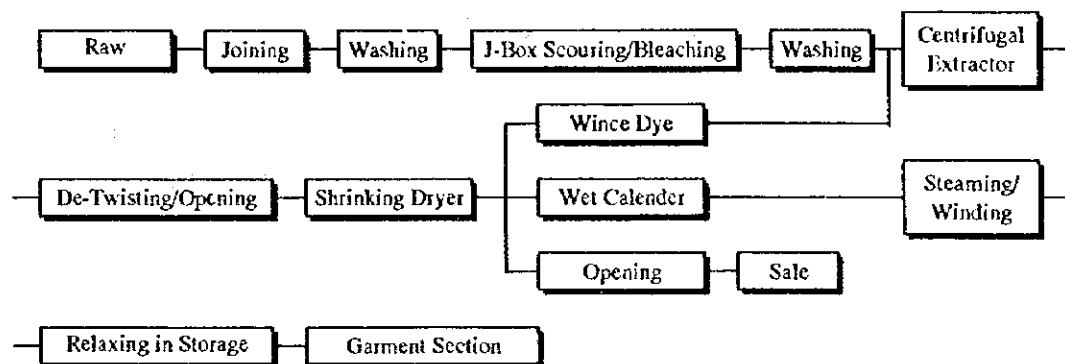 Raw
Joining
Washing
J-Box Scouring/Bleaching
Washing
Centrifugal
Extractor
Wince Dye
De-Twisting/Opening
Shrinking Dryer
Wet Calender
Steaming/
Winding
Opening
Sale
Relaxing in Storage
Garment Section